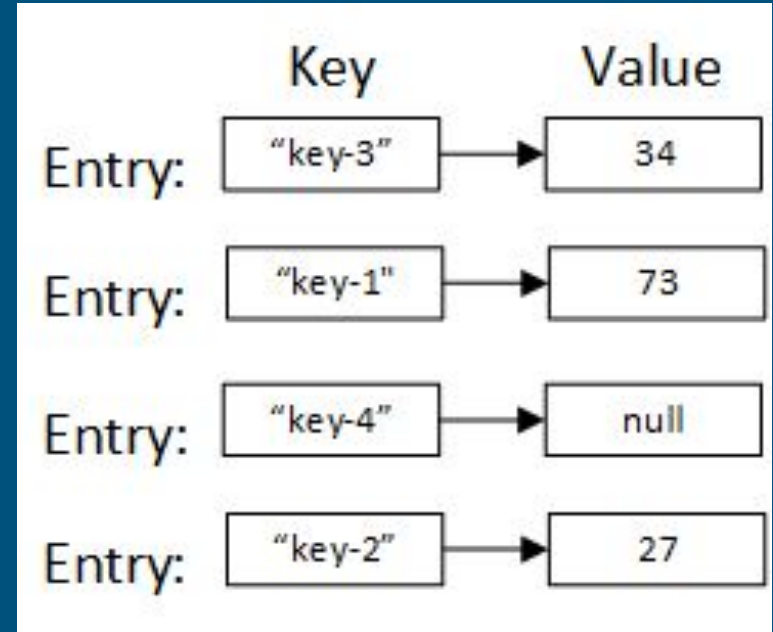 Key Value
Entry: “key-3” 34
Entry: “key-1" 73
Entry: “key-4” null
Entry: “key-2” 27